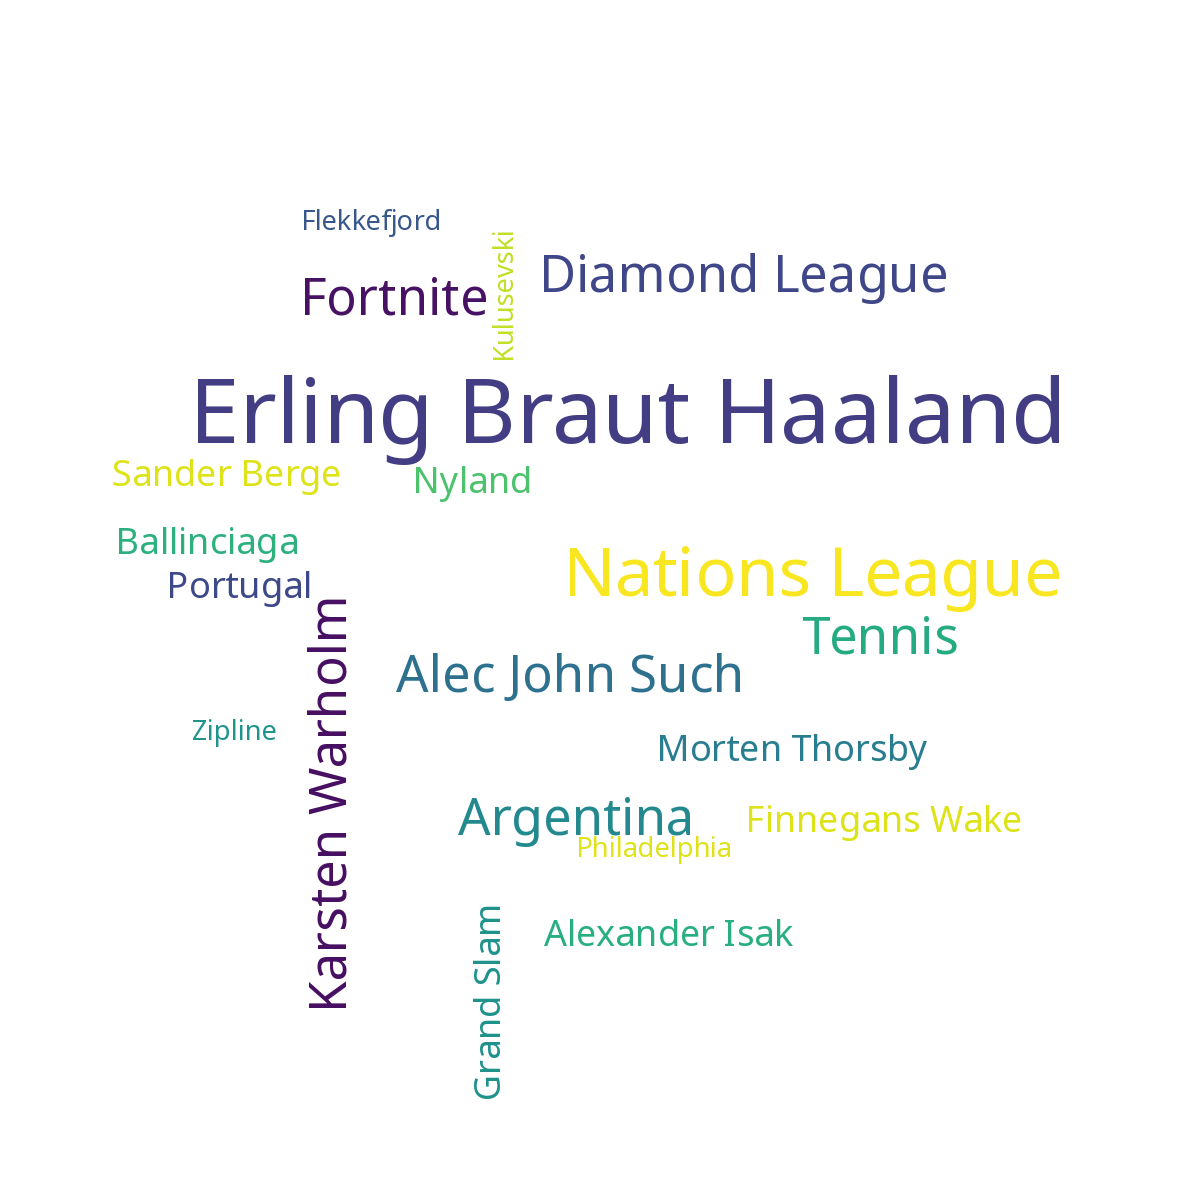 Flekkefjord
Kulusevski
Diamond League
Fortnite
Erling Braut Haaland
Sander Berge
Nyland
Ballinciaga
Nations League
Portugal
Karsten Warholm
Tennis
Alec John Such
Zipline
Morten Thorsby
Argentina
Finnegans Wake
Philadelphia
Grand Slam
Alexander Isak